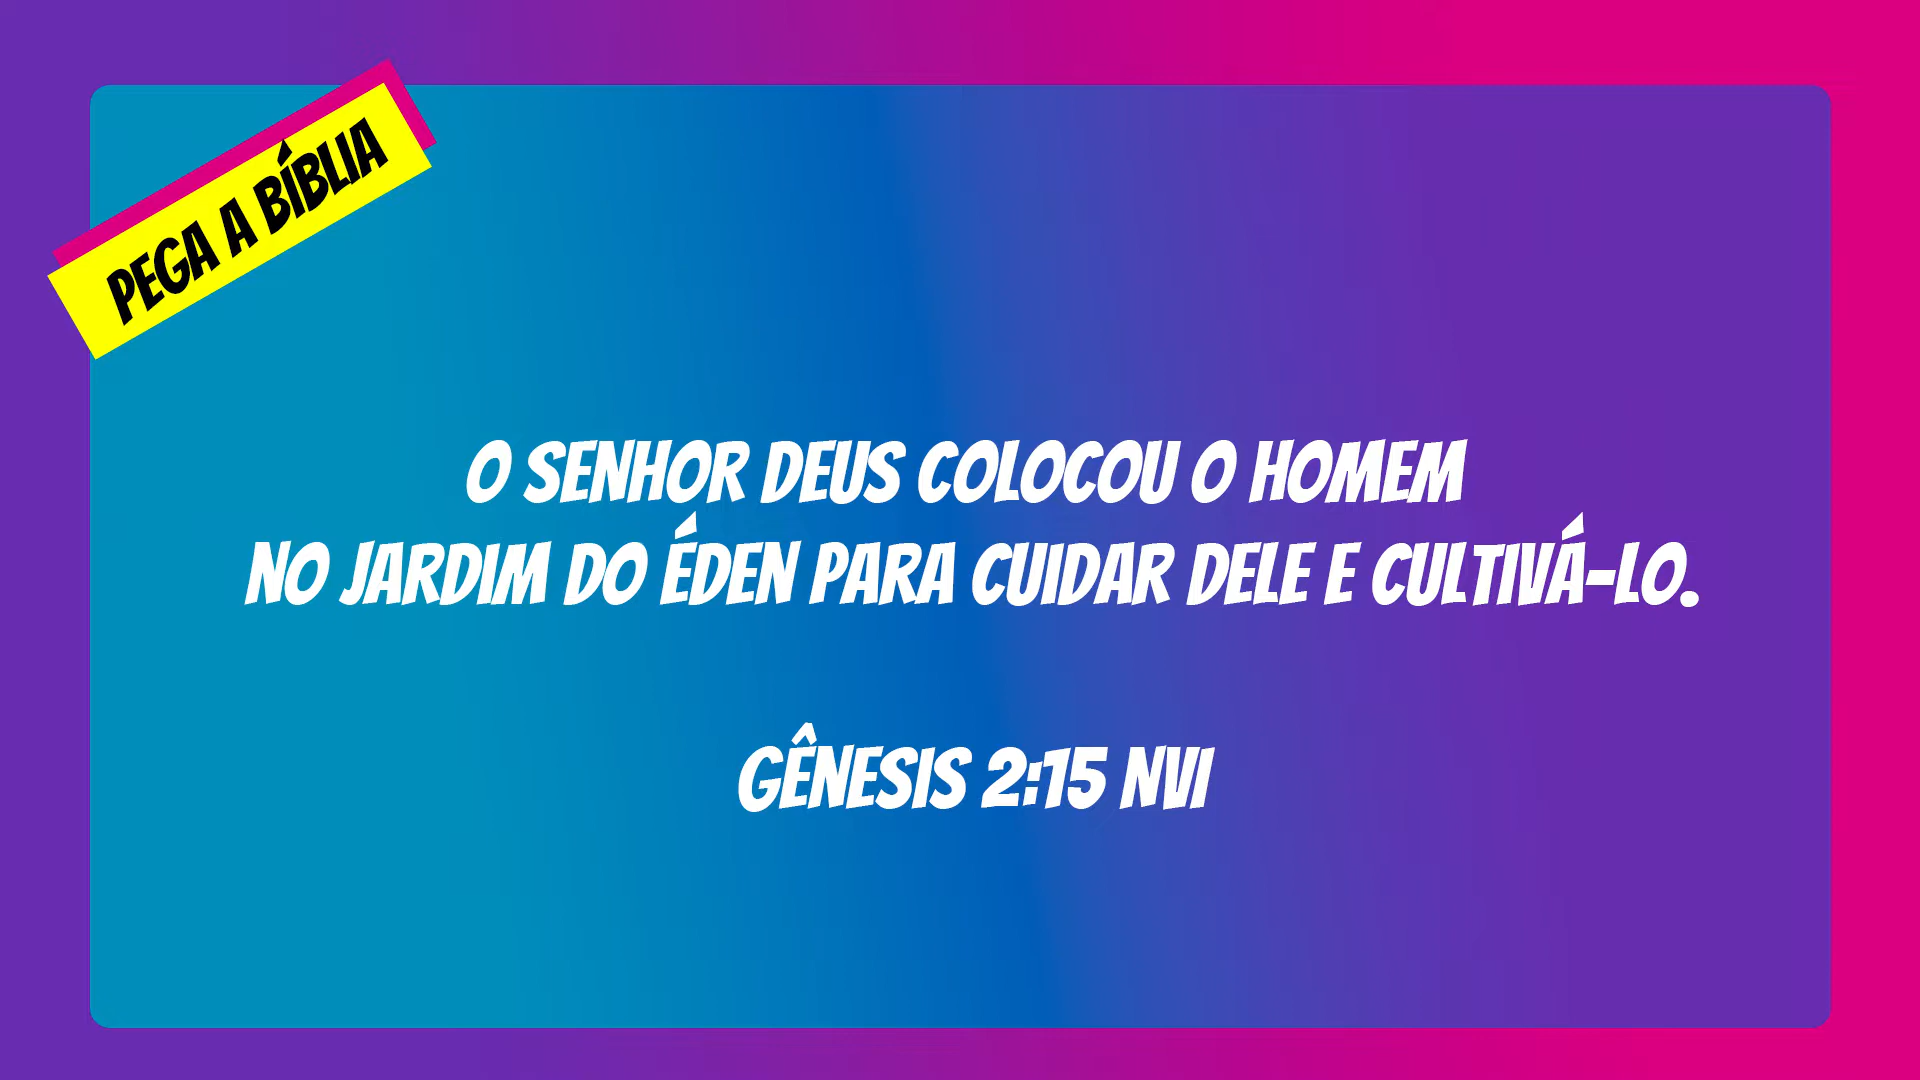 PEGA A BÍBLIA
O SENHOR DEUS COLOCOU O HOMEM
NO JARDIM DO ÉDEN PARA CUIDAR DELE E CULTIVÁ-LO.
GÊNESIS 2:15 NVI